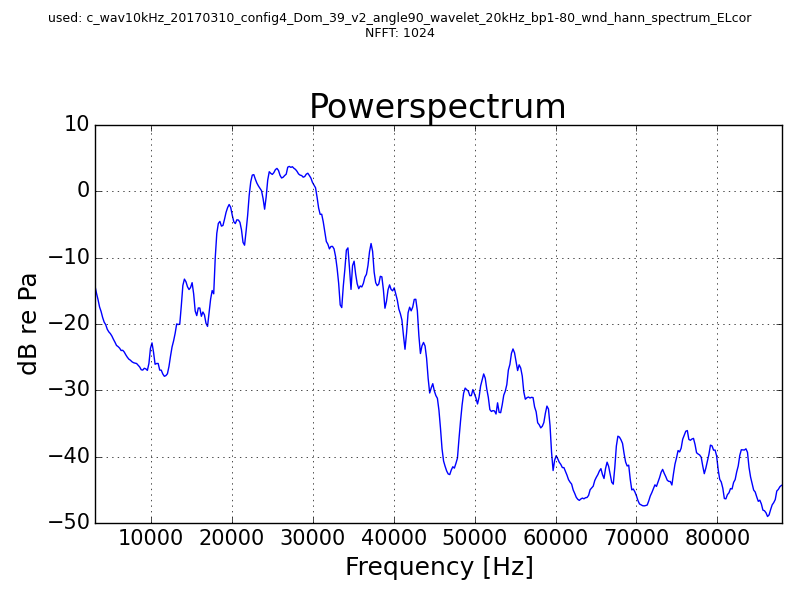 used: c_wav10kHz_20170310_config4_Dom_39_v2_angle90_wavelet_20kHz_bp1-80_wnd_hann_spectrum_ELcor
NFFT: 1024
Powerspectrum
10
0
−10
−20
−30
−40
−50
dB re Pa
10000 20000 30000 40000 50000 60000 70000 80000
Frequency [Hz]